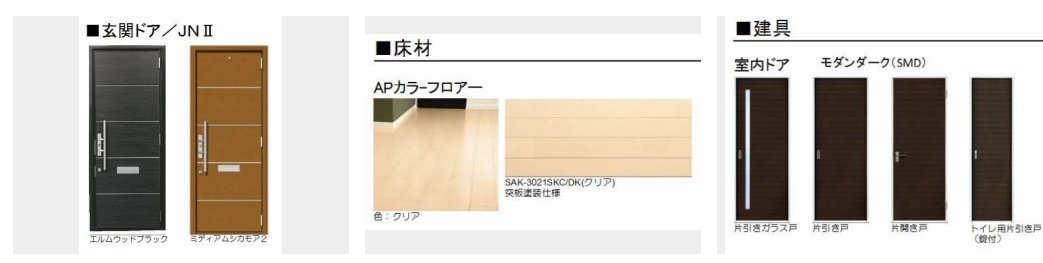 ■玄関ドア／JNⅡ
エルムウッドブラック
ミディアムシカモア2
■床材
APカラーフロアー
SAK-3021SKC/DK(クリア)
突板塗装仕様
色：クリア
■建具
室内ドア モダンダーク(SMD)
片引きガラス戸
片引き戸
片開き戸
トイレ用片引き戸
(錠付)